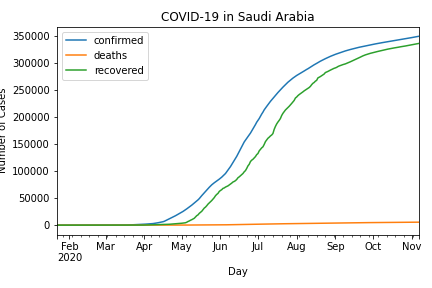 COVID-19 in Saudi Arabia
confirmed
deaths
recovered
350000
300000
250000
200000
150000
100000
50000
0
Number of Cases
Feb Mar Apr May Jun Jul Aug Sep Oct Nov
2020
Day